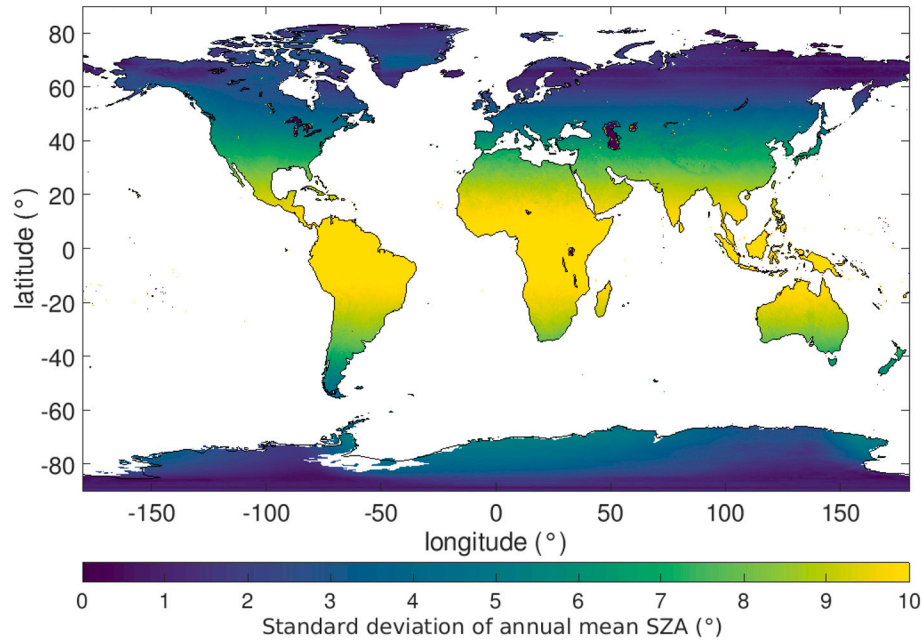 80
60
40
20
0
-20
-40
-60
-80
latitude (°)
-150 -100 -50 0 50 100 150
longitude (°)
0 1 2 3 4 5 6 7 8 9 10
Standard deviation of annual mean SZA (°)